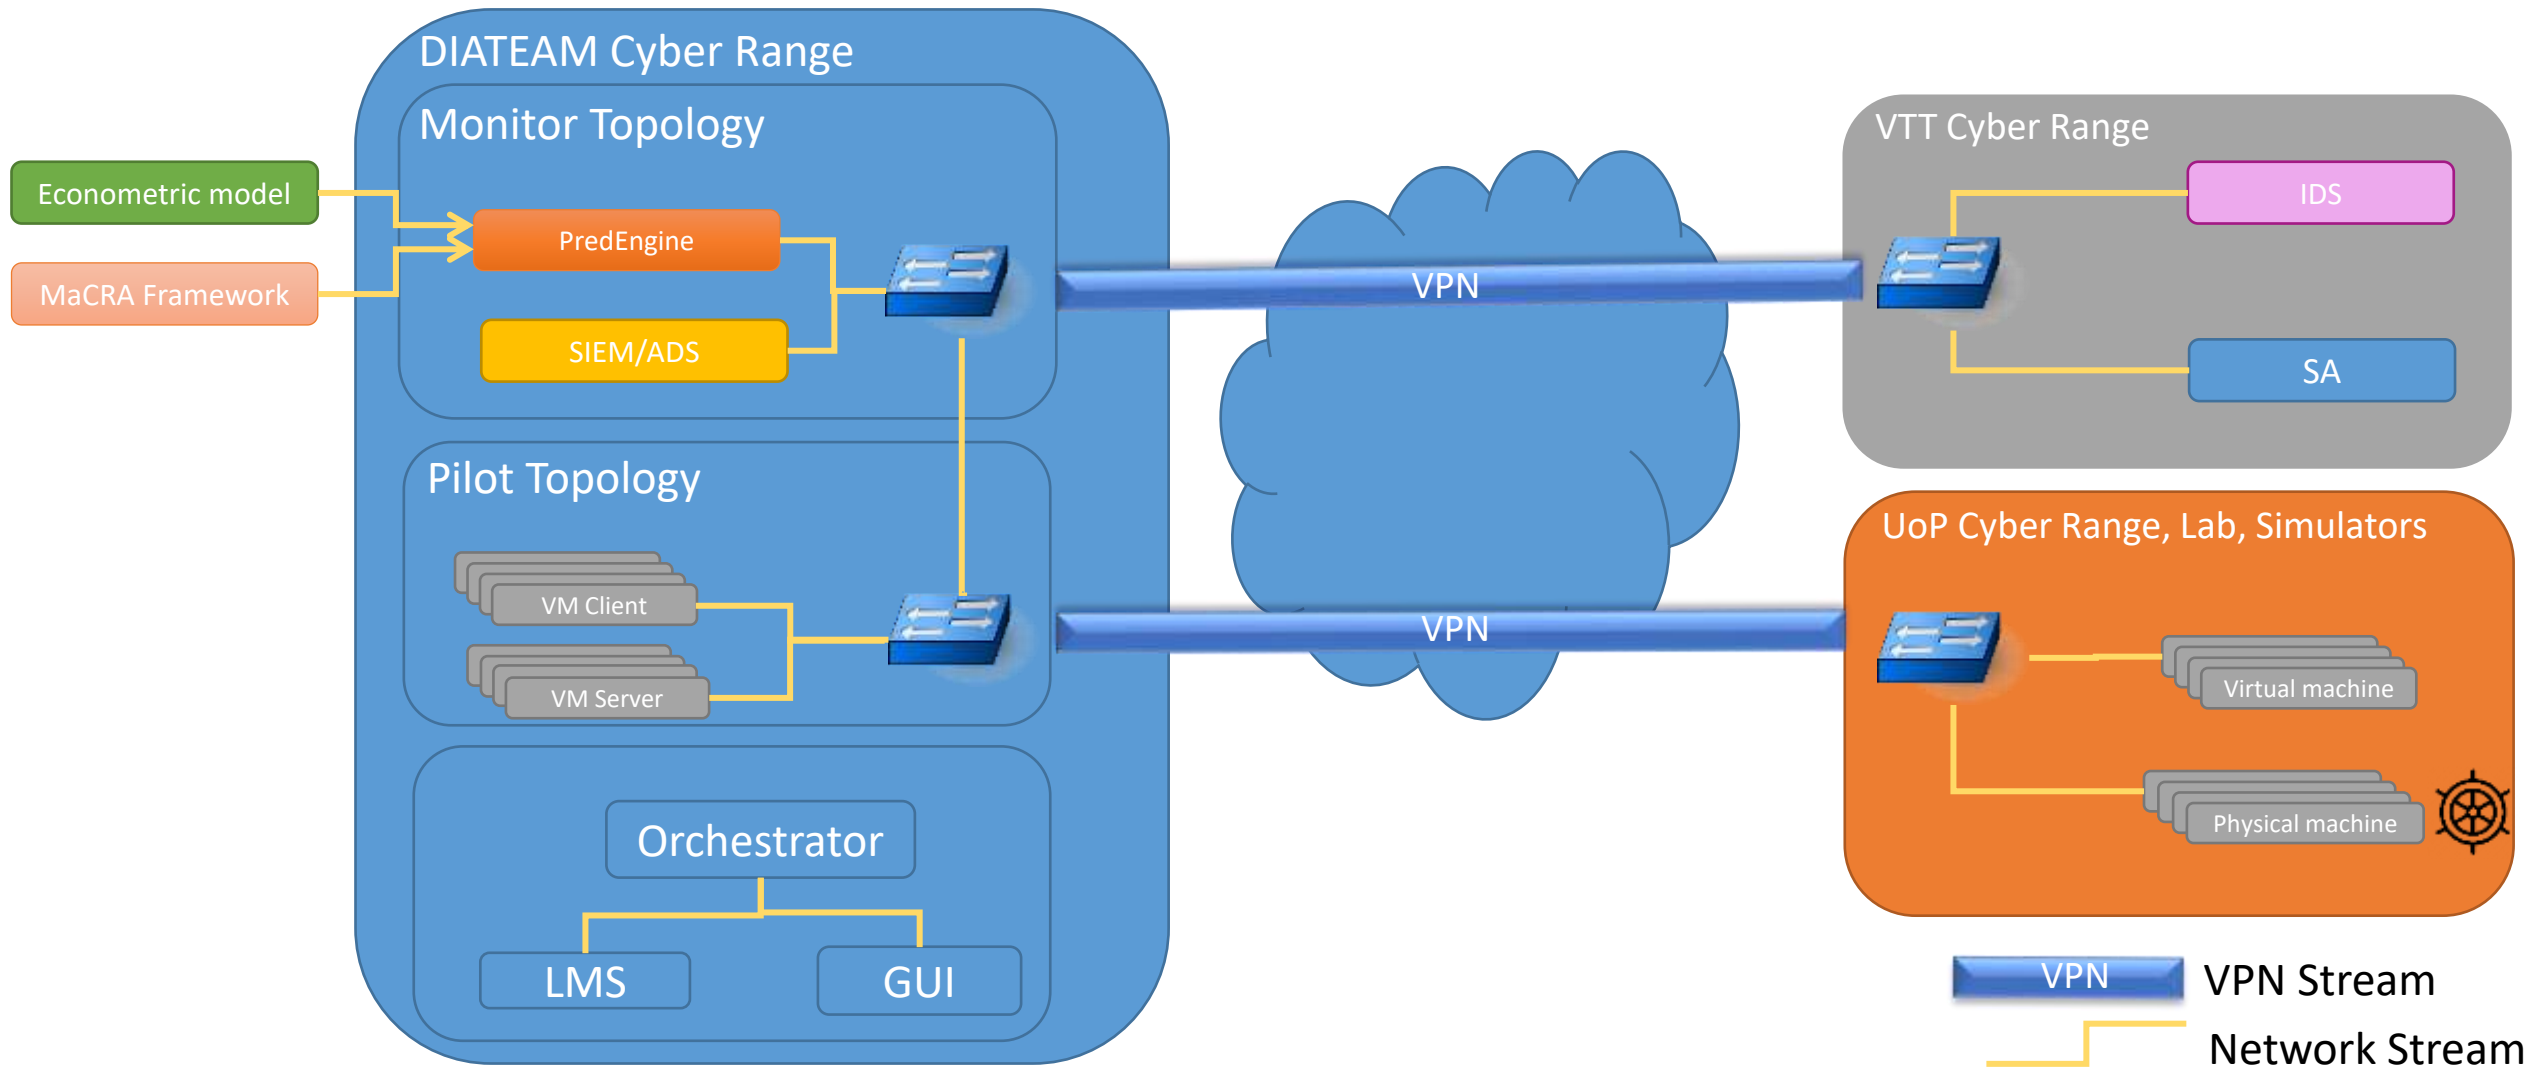 DIATEAM Cyber Range
Monitor Topology
Econometric model
MaCRA Framework
PredEngine
SIEM/ADS
Pilot Topology
VM Client
VM Server
Orchestrator
LMS
GUI
VPN
VPN
VTT Cyber Range
IDS
SA
UoP Cyber Range, Lab, Simulators
Virtual machine
Physical machine
VPN
VPN Stream
Network Stream